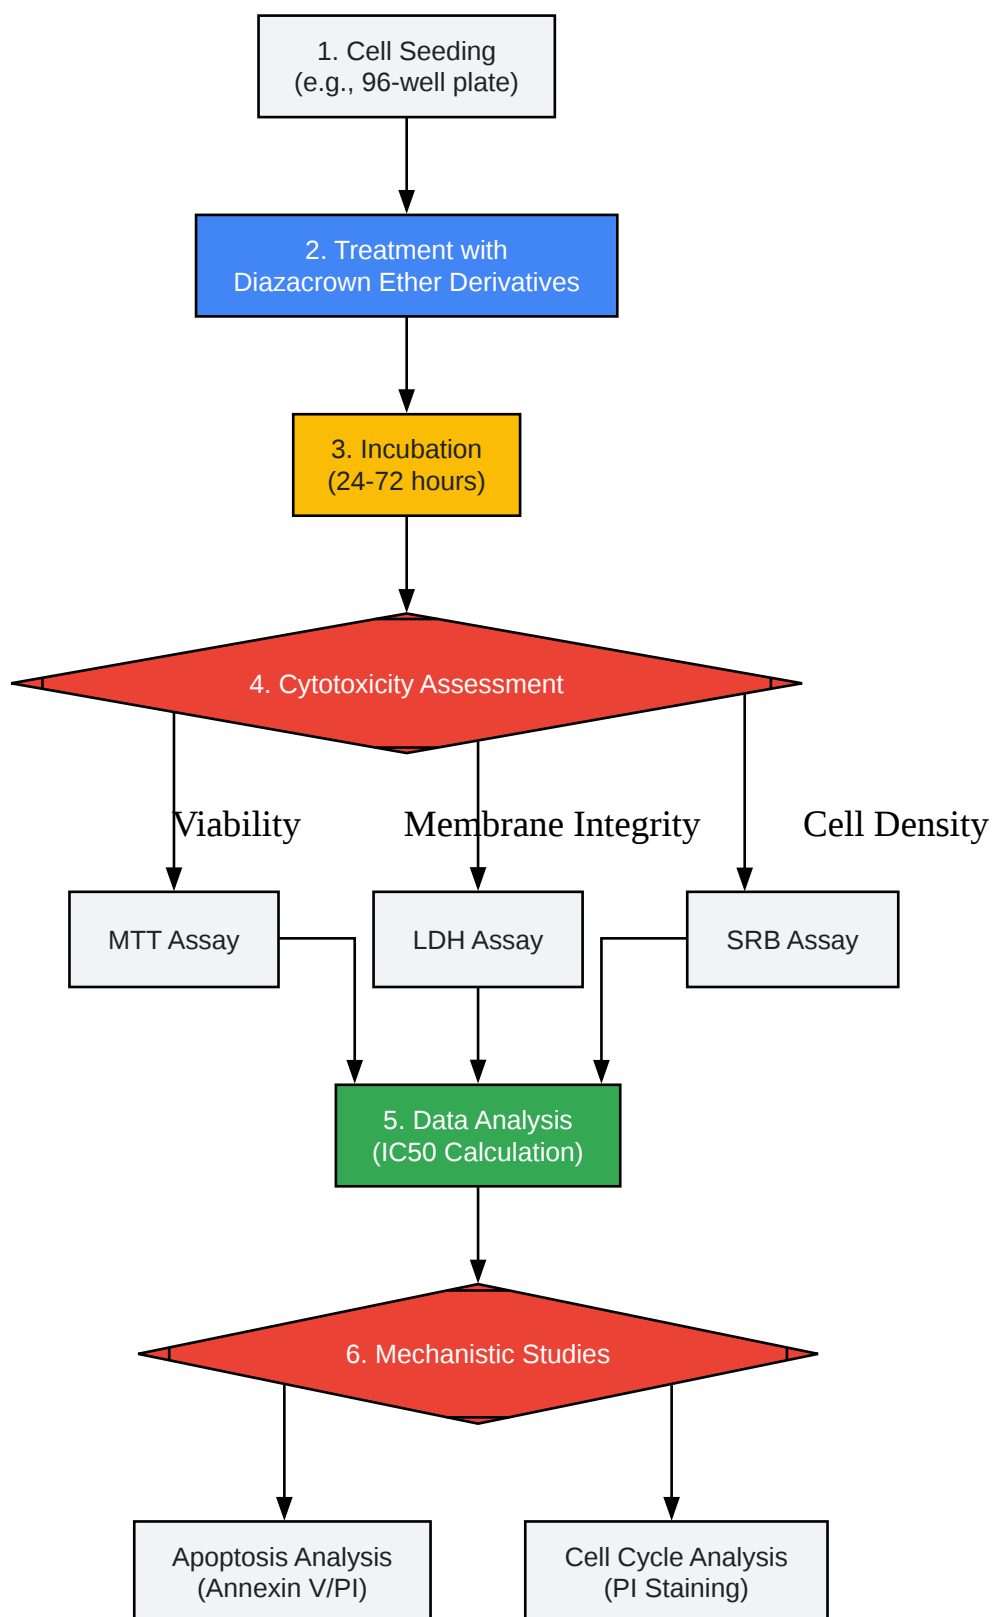 1. Cell Seeding
(e.g., 96-well plate)
2. Treatment with
Diazacrown Ether Derivatives
3. Incubation
(24-72 hours)
4. Cytotoxicity Assessment
Viability
Membrane Integrity
Cell Density
MTT Assay
LDH Assay
SRB Assay
5. Data Analysis
(IC50 Calculation)
6. Mechanistic Studies
Apoptosis Analysis
(Annexin V/PI)
Cell Cycle Analysis
(PI Staining)